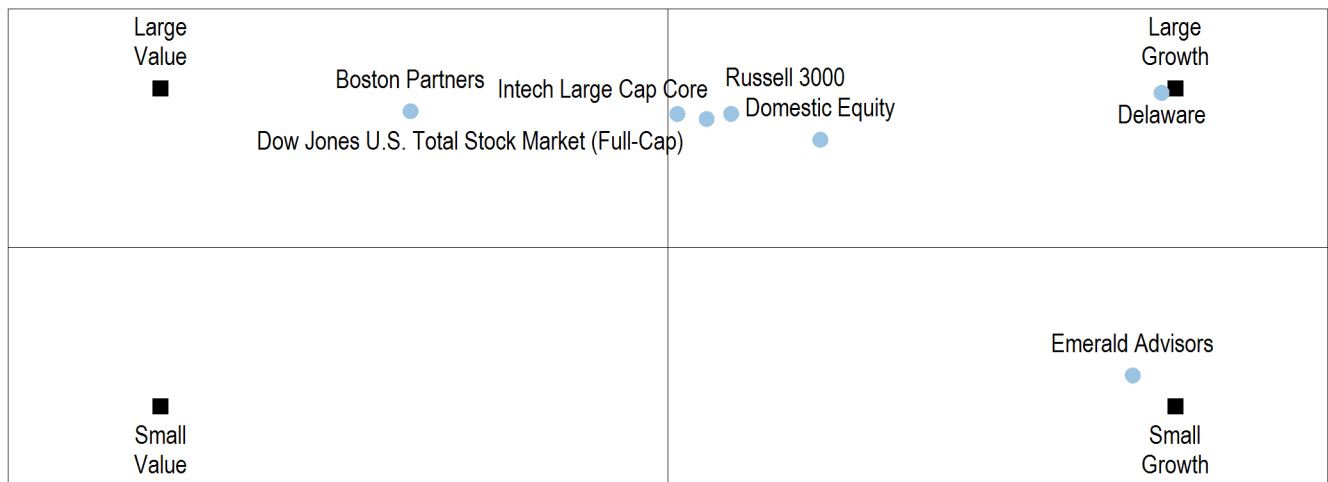 Large
Value
Large
Growth
Boston Partners
Intech Large Cap Core
Russell 3000
Domestic Equity
Delaware
Dow Jones U.S. Total Stock Market (Full-Cap)
Emerald Advisors
Small
Value
Small
Growth